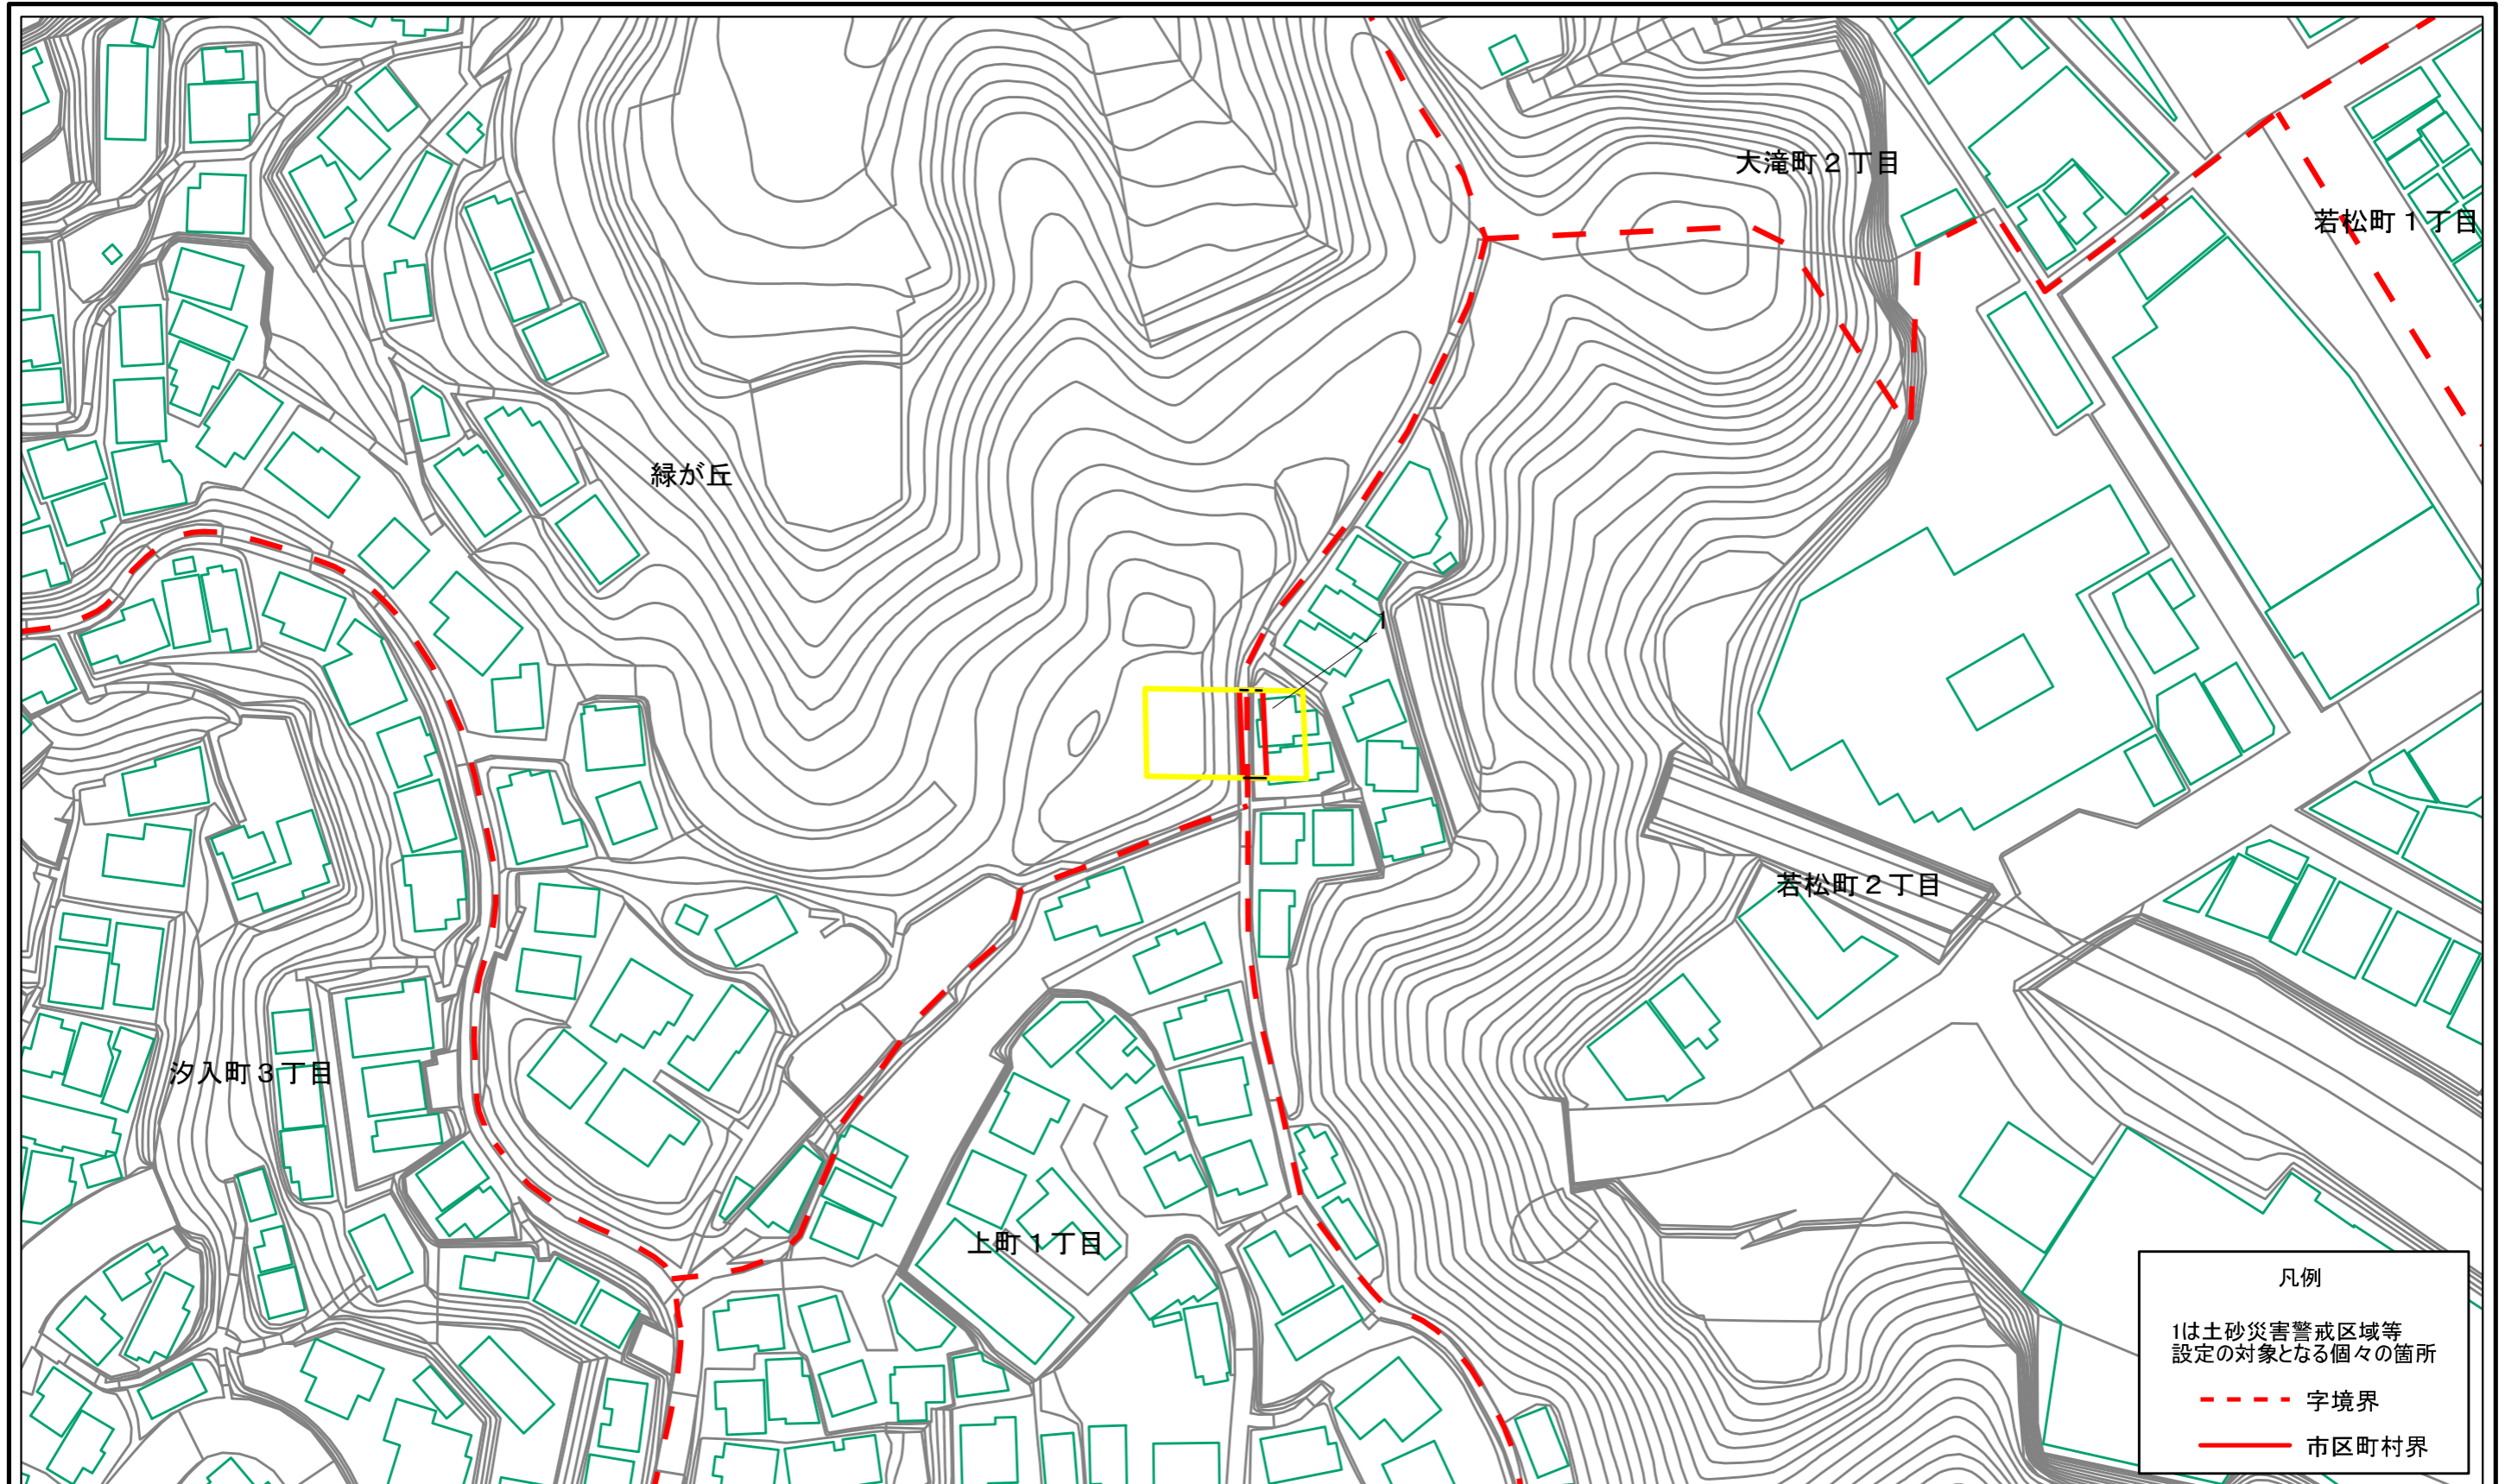 大滝町２丁目
若松町１丁目
緑が丘
1
若松町２丁目
汐入町３丁目
上町１丁目
凡例
1は土砂災害警戒区域等
設定の対象となる個々の箇所
字境界
市区町村界